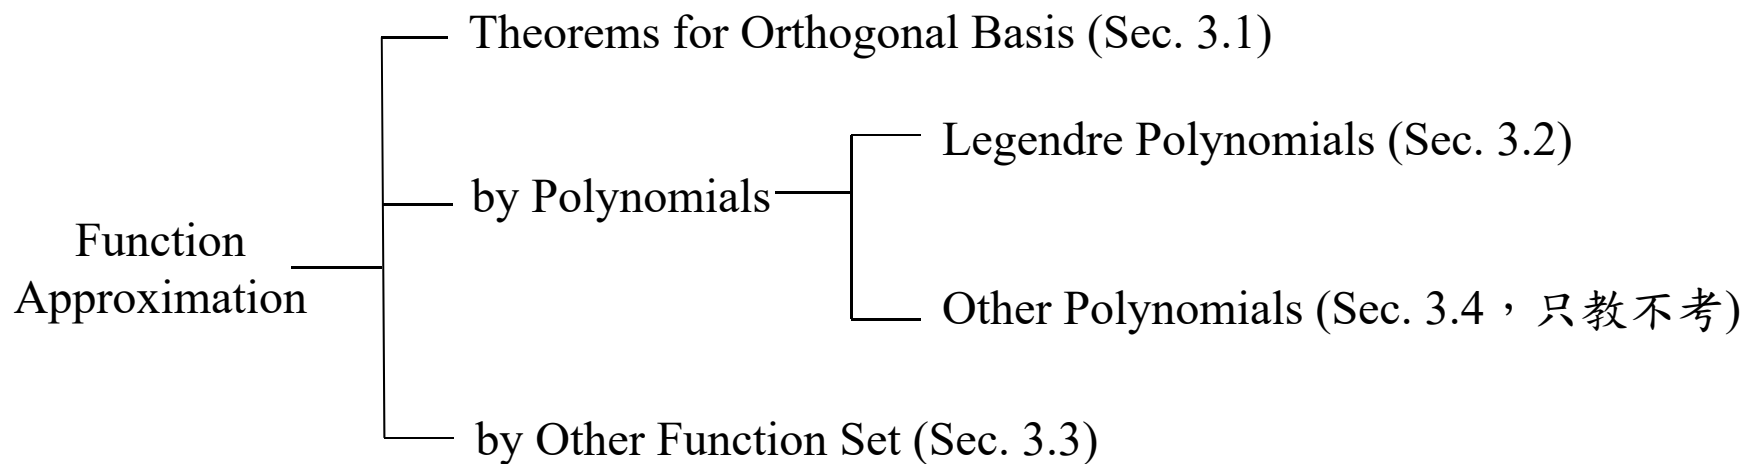 Theorems for Orthogonal Basis (Sec. 3.1)
Legendre Polynomials (Sec. 3.2)
by Polynomials
Function
Approximation
Other Polynomials (Sec. 3.4，只教不考)
by Other Function Set (Sec. 3.3)